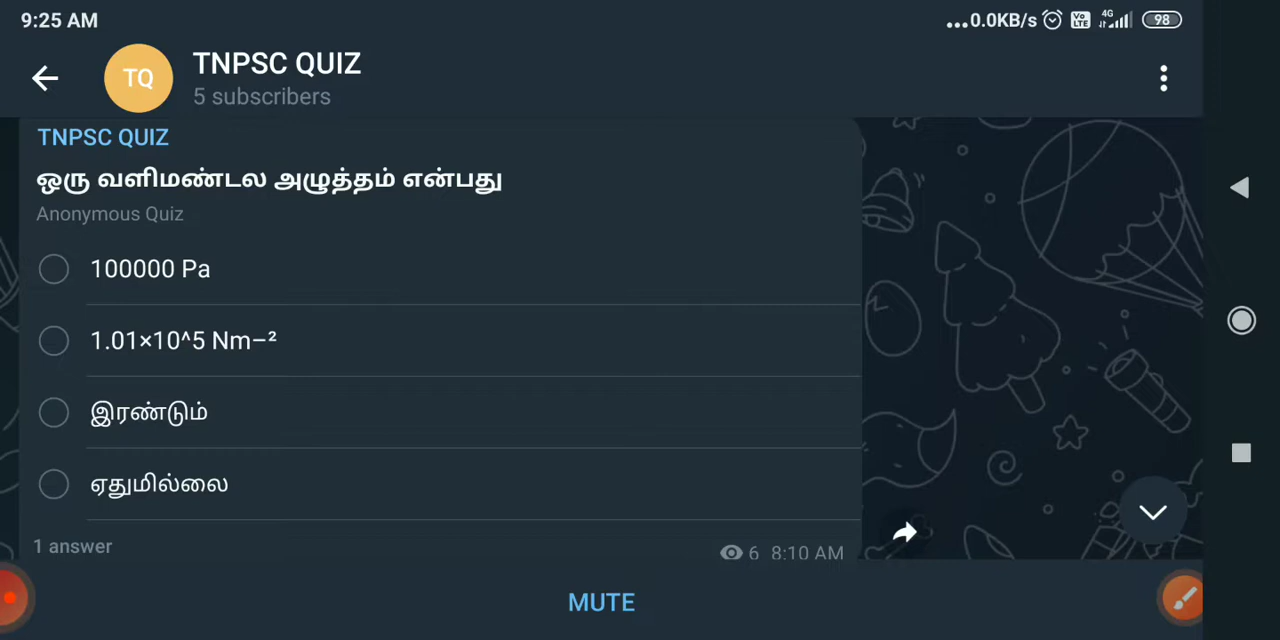 9:25 AM
...0.0KB/s VoLTE 4G 98
TQ
TNPSC QUIZ
5 subscribers
TNPSC QUIZ
ஒரு வளிமண்டல அழுத்தம் என்பது
Anonymous Quiz
100000 Pa
1.01×10^5 Nm–²
இரண்டும்
ஏதுமில்லை
1 answer
6 8:10 AM
MUTE